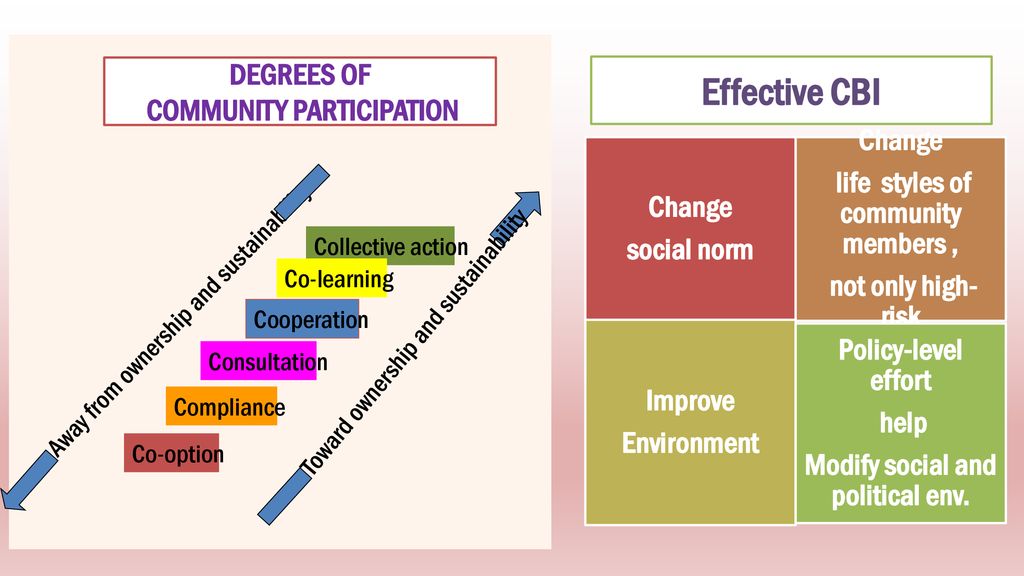 DEGREES OF
COMMUNITY PARTICIPATION
Away from ownership and sustainability
Collective action
Co-learning
Cooperation
Consultation
Compliance
Co-option
Toward ownership and sustainability
Effective CBI
Change
social norm
Change
life styles of
community
members ,
not only high-
risk
Improve
Environment
Policy-level
effort
help
Modify social and
political env.